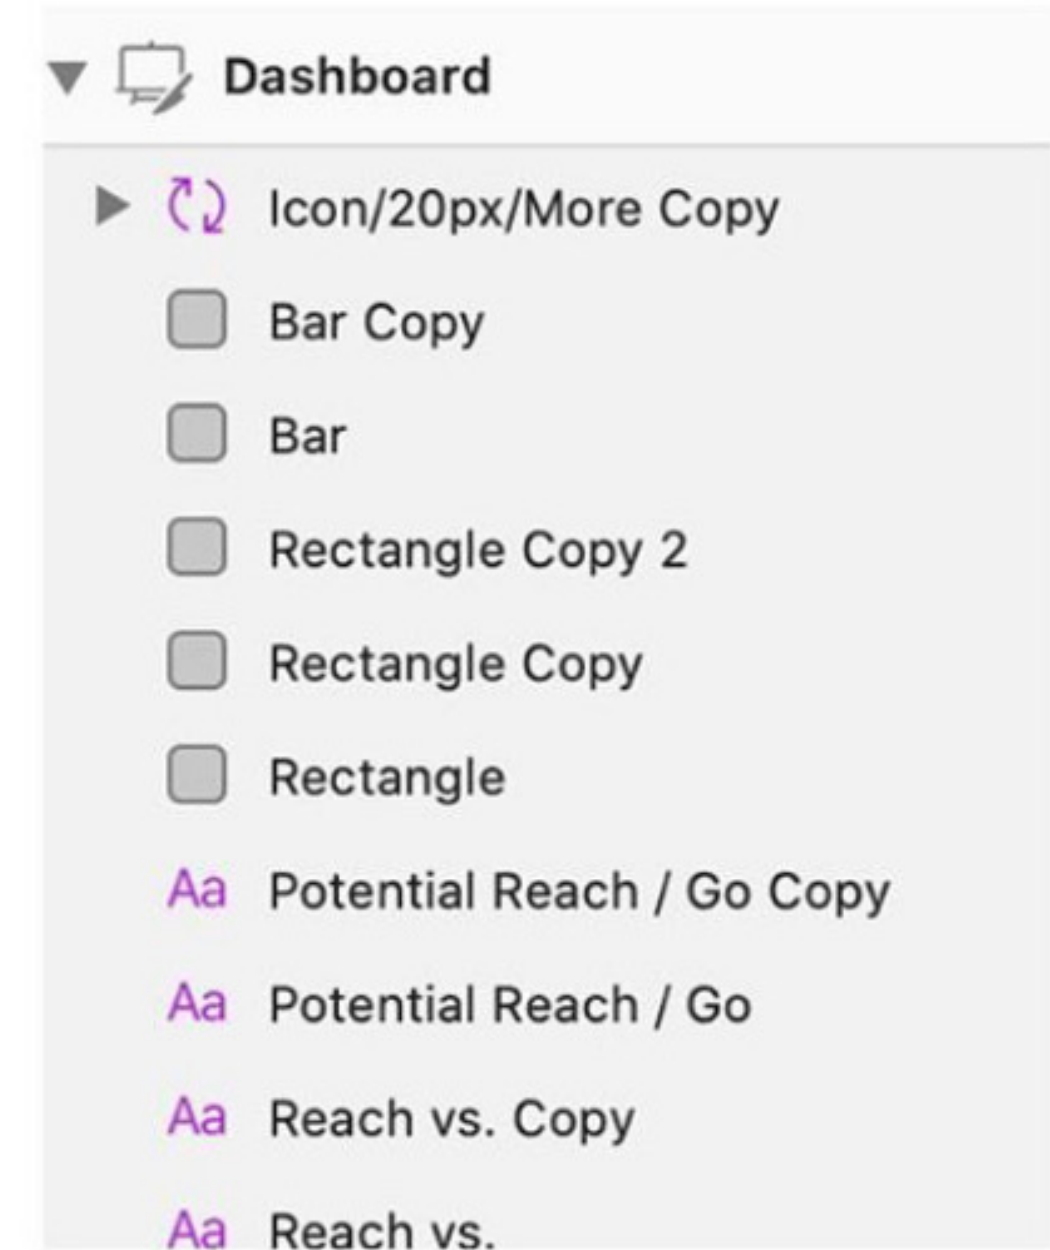 Dashboard
Icon/20px/More Copy
Bar Copy
Bar
Rectangle Copy 2
Rectangle Copy
Rectangle
Aa Potential Reach / Go Copy
Aa Potential Reach / Go
Aa Reach vs. Copy
Aa Reach vs.